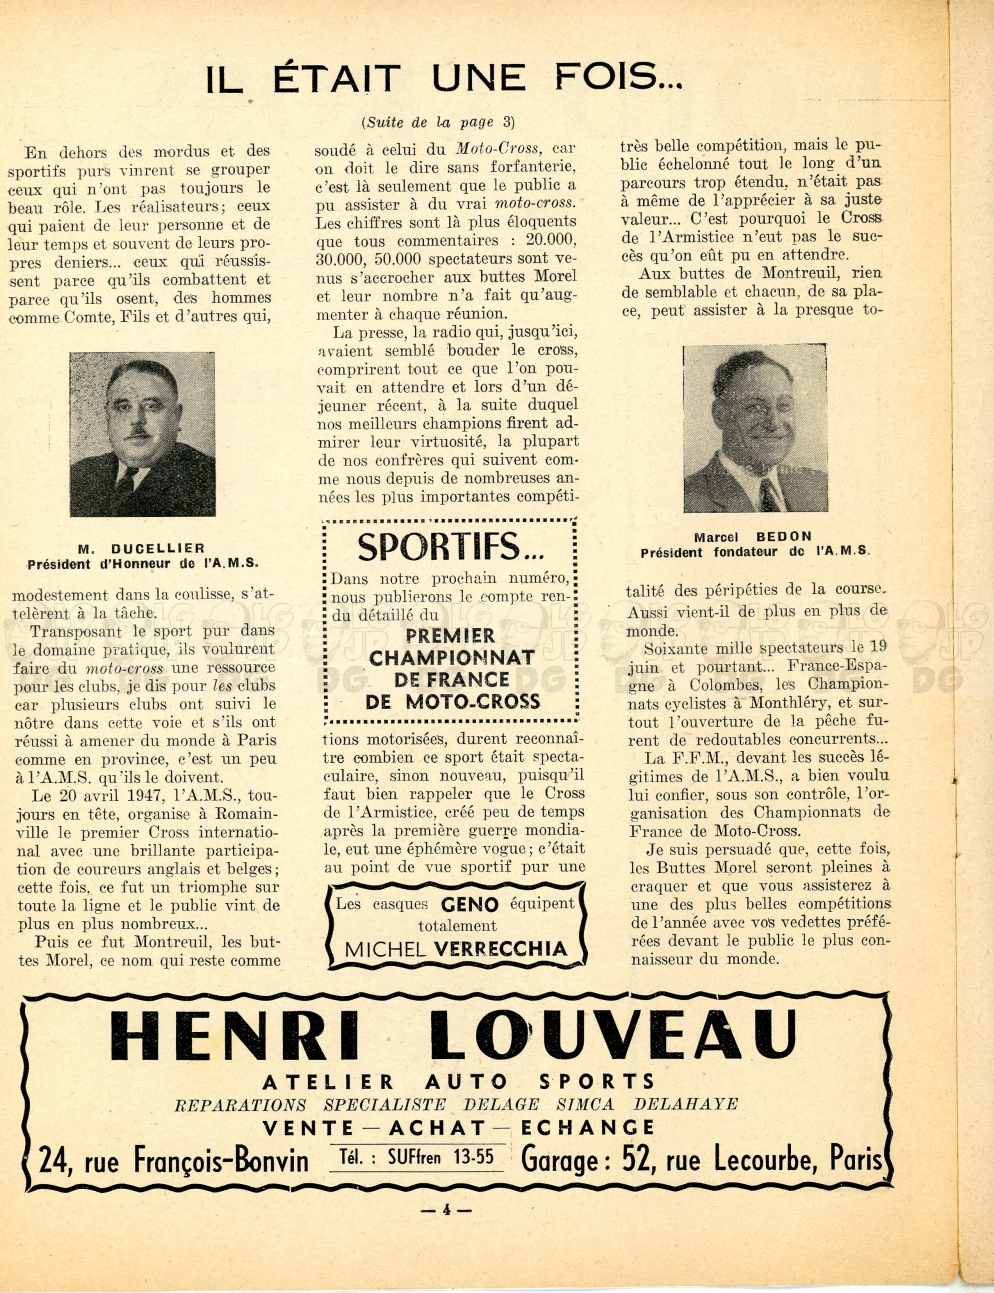 IL ÉTAIT UNE FOIS...
(Suite de la page 3)
En dehors des mordus et des
sportifs purs vinrent se grouper
ceux qui n'ont pas toujours le
beau rôle. Les réalisateurs; ceux
qui paient de leur personne et de
leur temps et souvent de leurs pro-
pres deniers... ceux qui réussis-
sent parce qu'ils combattent et
parce qu'ils osent, des hommes
comme Comte, Fils et d'autres qui,
M. DUCELLIER
Président d'Honneur de l'A.M.S.
modestement dans la coulisse, s'at-
telèrent à la tâche.
Transposant le sport pur dans
le domaine pratique, ils voulurent
faire du moto-cross une ressource
pour les clubs, je dis pour les clubs
car plusieurs clubs ont suivi le
nôtre dans cette voie et s'ils ont
réussi à amener du monde à Paris
comme en province, c'est un peu
à l'A.M.S. qu'ils le doivent.
Le 20 avril 1947, l'A.M.S., tou-
jours en tête, organise à Romain-
ville le premier Cross internatio-
nal avec une brillante participa-
tion de coureurs anglais et belges;
cette fois, ce fut un triomphe sur
toute la ligne et le public vint de
plus en plus nombreux...
Puis ce fut Montreuil, les but-
tes Morel, ce nom qui reste comme
soudé à celui du Moto-Cross, car
on doit le dire sans forfanterie,
c'est là seulement que le public a
pu assister à du vrai moto-cross.
Les chiffres sont là plus éloquents
que tous commentaires : 20.000,
30.000, 50.000 spectateurs sont ve-
nus s'accrocher aux buttes Morel
et leur nombre n'a fait qu'aug-
menter à chaque réunion.
La presse, la radio qui, jusqu'ici,
avaient semblé bouder le cross,
comprirent tout ce que l'on pou-
vait en attendre et lors d'un dé-
jeuner récent, à la suite duquel
nos meilleurs champions firent ad-
mirer leur virtuosité, la plupart
de nos confrères qui suivent com-
me nous depuis de nombreuses an-
nées les plus importantes compéti-
SPORTIFS...
Dans notre prochain numéro,
nous publierons le compte ren-
du détaillé du
PREMIER
CHAMPIONNAT
DE FRANCE
DE MOTO-CROSS
tions motorisées, durent reconnaî-
tre combien ce sport était specta-
culaire, sinon nouveau, puisqu'il
faut bien rappeler que le Cross
de l'Armistice, créé peu de temps
après la première guerre mondia-
le, eut une éphémère vogue; c'était
au point de vue sportif pur une
Les casques GENO équipent
totalement
MICHEL VERRECCHIA
très belle compétition, mais le pu-
blic échelonné tout le long d'un
parcours trop étendu, n'était pas
à même de l'apprécier à sa juste
valeur... C'est pourquoi le Cross
de l'Armistice n'eut pas le suc-
cès qu'on eût pu en attendre.
Aux buttes de Montreuil, rien
de semblable et chacun, de sa pla-
ce, peut assister à la presque to-
Marcel BEDON
Président fondateur de l'A.M.S.
talité des péripéties de la course.
Aussi vient-il de plus en plus de
monde.
Soixante mille spectateurs le 19
juin et pourtant... France-Espa-
gne à Colombes, les Champion-
nats cyclistes à Monthléry, et sur-
tout l'ouverture de la pêche fu-
rent de redoutables concurrents...
La F.F.M., devant les succès lé-
gitimes de l'A.M.S., a bien voulu
lui confier, sous son contrôle, l'or-
ganisation des Championnats de
France de Moto-Cross.
Je suis persuadé que, cette fois,
les Buttes Morel seront pleines à
craquer et que vous assisterez à
une des plus belles compétitions
de l'année avec vos vedettes préfé-
rées devant le public le plus con-
naisseur du monde.
HENRI LOUVEAU
ATELIER AUTO SPORTS
REPARATIONS SPECIALISTE DELAGE SIMCA DELAHAYE
VENTE — ACHAT — ECHANGE
24, rue François-Bonvin Tél. : SUFfren 13-55 Garage : 52, rue Lecourbe, Paris
— 4 —